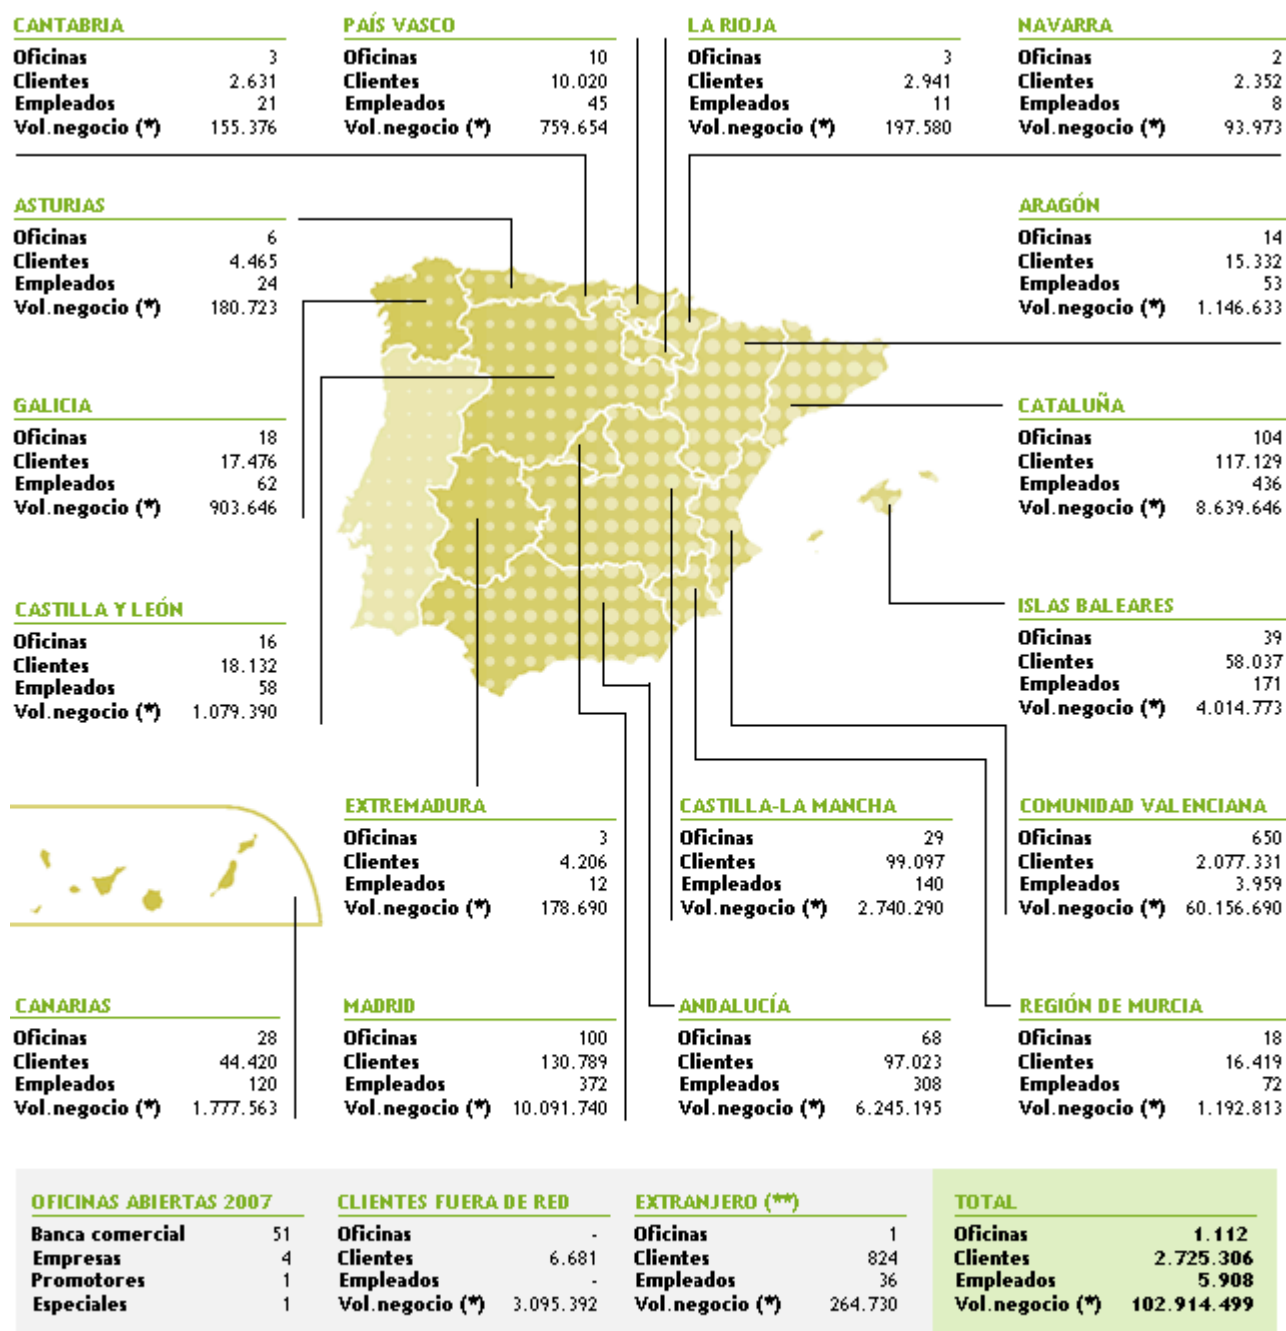 CANTABRIA
Oficinas 3
Clientes 2.631
Empleados 21
Vol.negocio (*) 155.376
PAÍS VASCO
Oficinas 10
Clientes 10.020
Empleados 45
Vol.negocio (*) 759.654
LA RIOJA
Oficinas 3
Clientes 2.941
Empleados 11
Vol.negocio (*) 197.580
NAVARRA
Oficinas 2
Clientes 2.352
Empleados 8
Vol.negocio (*) 93.973
ASTURIAS
Oficinas 6
Clientes 4.465
Empleados 24
Vol.negocio (*) 180.723
ARAGÓN
Oficinas 14
Clientes 15.332
Empleados 53
Vol.negocio (*) 1.146.633
GALICIA
Oficinas 18
Clientes 17.476
Empleados 62
Vol.negocio (*) 903.646
CATALUÑA
Oficinas 104
Clientes 117.129
Empleados 436
Vol.negocio (*) 8.639.646
CASTILLA Y LEÓN
Oficinas 16
Clientes 18.132
Empleados 58
Vol.negocio (*) 1.079.390
ISLAS BALEARES
Oficinas 39
Clientes 58.037
Empleados 171
Vol.negocio (*) 4.014.773
EXTREMADURA
Oficinas 3
Clientes 4.206
Empleados 12
Vol.negocio (*) 178.690
CASTILLA-LA MANCHA
Oficinas 29
Clientes 99.097
Empleados 140
Vol.negocio (*) 2.740.290
COMUNIDAD VALENCIANA
Oficinas 650
Clientes 2.077.331
Empleados 3.959
Vol.negocio (*) 60.156.690
CANARIAS
Oficinas 28
Clientes 44.420
Empleados 120
Vol.negocio (*) 1.777.563
MADRID
Oficinas 100
Clientes 130.789
Empleados 372
Vol.negocio (*) 10.091.740
ANDALUCÍA
Oficinas 68
Clientes 97.023
Empleados 308
Vol.negocio (*) 6.245.195
REGIÓN DE MURCIA
Oficinas 18
Clientes 16.419
Empleados 72
Vol.negocio (*) 1.192.813
OFICINAS ABIERTAS 2007
Banca comercial 51
Empresas 4
Promotores 1
Especiales 1
CLIENTES FUERA DE RED
Oficinas -
Clientes 6.681
Empleados -
Vol.negocio (*) 3.095.392
EXTRANJERO (**)
Oficinas 1
Clientes 824
Empleados 36
Vol.negocio (*) 264.730
TOTAL
Oficinas 1.112
Clientes 2.725.306
Empleados 5.908
Vol.negocio (*) 102.914.499